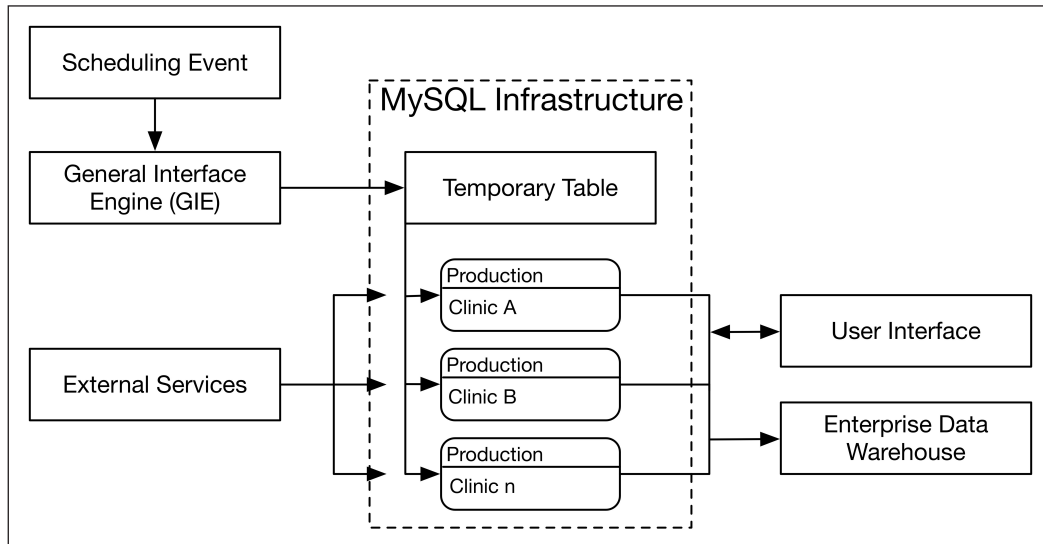 Scheduling Event
MySQL Infrastructure
General Interface
Engine (GIE)
Temporary Table
Production
Clinic A
User Interface
External Services
Production
Clinic B
Enterprise Data
Warehouse
Production
Clinic n